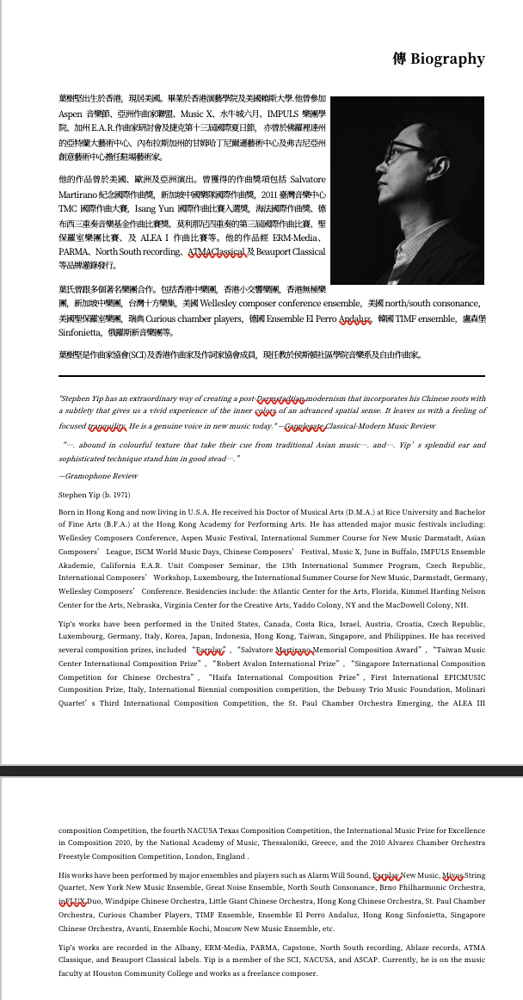 傳 Biography
葉樹堅出生於香港，現居美國。畢業於香港演藝學院及美國賴斯大學.他曾參加
Aspen 音樂節、亞洲作曲家聯盟、Music X、水牛城六月、IMPULS 樂團學
院、加州 E.A.R.作曲家研討會及捷克第十三屆國際夏日節， 亦曾於佛羅裡達州
的亞特蘭大藝術中心、內布拉斯加州的甘姆哈丁尼爾遜藝術中心及弗吉尼亞州
創意藝術中心擔任駐場藝術家。
他的作品曾於美國、歐洲及亞洲演出。曾獲得的作曲獎項包括 Salvatore
Martirano 紀念國際作曲獎，新加坡中國樂隊國際作曲獎，2011 臺灣音樂中心
TMC 國際作曲大賽，Isang Yun 國際作曲比賽入選獎，海法國際作曲獎、德
布西三重奏音樂基金作曲比賽獎、莫利那尼四重奏的第三屆國際作曲比賽、聖
保羅室樂團比賽、及 ALEA I 作曲比賽等。他的作品經 ERM-Media、
PARMA、North South recording、ATMAClassical 及 Beauport Classical
等品牌灌錄發行。
葉氏曾跟多個著名樂團合作。包括香港中樂團，香港小交響樂團，香港無極樂
團，新加坡中樂團，台灣十方樂集，美國 Wellesley composer conference ensemble，美國 north/south consonance，
美國聖保羅室樂團，瑞典 Curious chamber players，德國 Ensemble El Perro Andaluz，韓國 TIMF ensemble，盧森堡
Sinfonietta，俄羅斯新音樂團等。
葉樹堅是作曲家協會(SCI)及香港作曲家及作詞家協會成員，現任教於侯斯頓社區學院音樂系及自由作曲家。
"Stephen Yip has an extraordinary way of creating a post-Darmstadtian modernism that incorporates his Chinese roots with
a subtlety that gives us a vivid experience of the inner colors of an advanced spatial sense. It leaves us with a feeling of
focused tranquility. He is a genuine voice in new music today." —Gapplegate Classical-Modern Music Review
"…. abound in colourful texture that take their cue from traditional Asian music…. and…. Yip's splendid ear and
sophisticated technique stand him in good stead…."
—Gramophone Review
Stephen Yip (b. 1971)
Born in Hong Kong and now living in U.S.A. He received his Doctor of Musical Arts (D.M.A.) at Rice University and Bachelor
of Fine Arts (B.F.A.) at the Hong Kong Academy for Performing Arts. He has attended major music festivals including:
Wellesley Composers Conference, Aspen Music Festival, International Summer Course for New Music Darmstadt, Asian
Composers' League, ISCM World Music Days, Chinese Composers' Festival, Music X, June in Buffalo, IMPULS Ensemble
Akademie, California E.A.R. Unit Composer Seminar, the 13th International Summer Program, Czech Republic,
International Composers' Workshop, Luxembourg, the International Summer Course for New Music, Darmstadt, Germany,
Wellesley Composers' Conference. Residencies include: the Atlantic Center for the Arts, Florida, Kimmel Harding Nelson
Center for the Arts, Nebraska, Virginia Center for the Creative Arts, Yaddo Colony, NY and the MacDowell Colony, NH.
Yip's works have been performed in the United States, Canada, Costa Rica, Israel, Austria, Croatia, Czech Republic,
Luxembourg, Germany, Italy, Korea, Japan, Indonesia, Hong Kong, Taiwan, Singapore, and Philippines. He has received
several composition prizes, included "Earplay", "Salvatore Martirano Memorial Composition Award", "Taiwan Music
Center International Composition Prize", "Robert Avalon International Prize", "Singapore International Composition
Competition for Chinese Orchestra", "Haifa International Composition Prize", First International EPICMUSIC
Composition Prize, Italy, International Biennial composition competition, the Debussy Trio Music Foundation, Molinari
Quartet's Third International Composition Competition, the St. Paul Chamber Orchestra Emerging, the ALEA III
composition Competition, the fourth NACUSA Texas Composition Competition, the International Music Prize for Excellence
in Composition 2010, by the National Academy of Music, Thessaloniki, Greece, and the 2010 Alvarez Chamber Orchestra
Freestyle Composition Competition, London, England .
His works have been performed by major ensembles and players such as Alarm Will Sound, Earplay New Music, Mivos String
Quartet, New York New Music Ensemble, Great Noise Ensemble, North South Consonance, Brno Philharmonic Orchestra,
inFLUX Duo, Windpipe Chinese Orchestra, Little Giant Chinese Orchestra, Hong Kong Chinese Orchestra, St. Paul Chamber
Orchestra, Curious Chamber Players, TIMF Ensemble, Ensemble El Perro Andaluz, Hong Kong Sinfonietta, Singapore
Chinese Orchestra, Avanti, Ensemble Kochi, Moscow New Music Ensemble, etc.
Yip's works are recorded in the Albany, ERM-Media, PARMA, Capstone, North South recording, Ablaze records, ATMA
Classique, and Beauport Classical labels. Yip is a member of the SCI, NACUSA, and ASCAP. Currently, he is on the music
faculty at Houston Community College and works as a freelance composer.